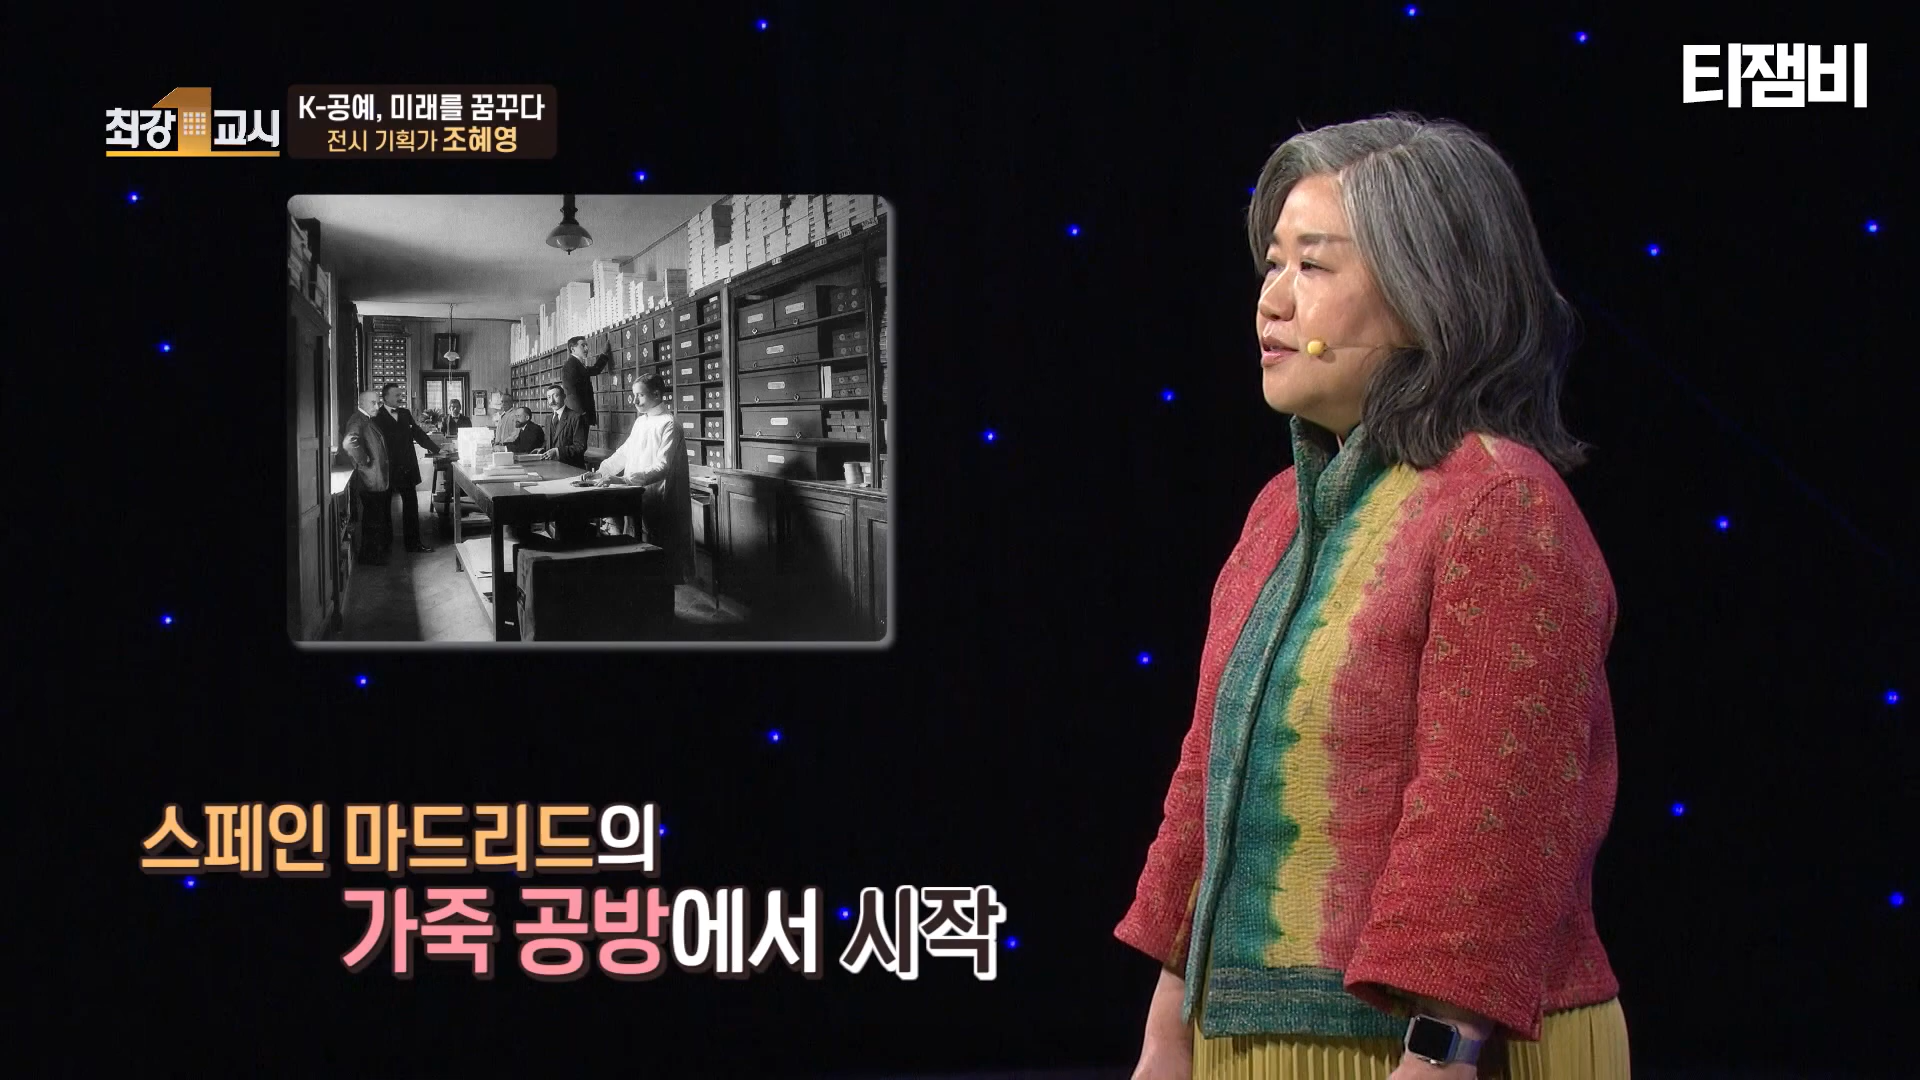 최강1교시
K-공예, 미래를 꿈꾸다
전시 기획가 조혜영
티잼비
스페인 마드리드의
가죽 공방에서 시작